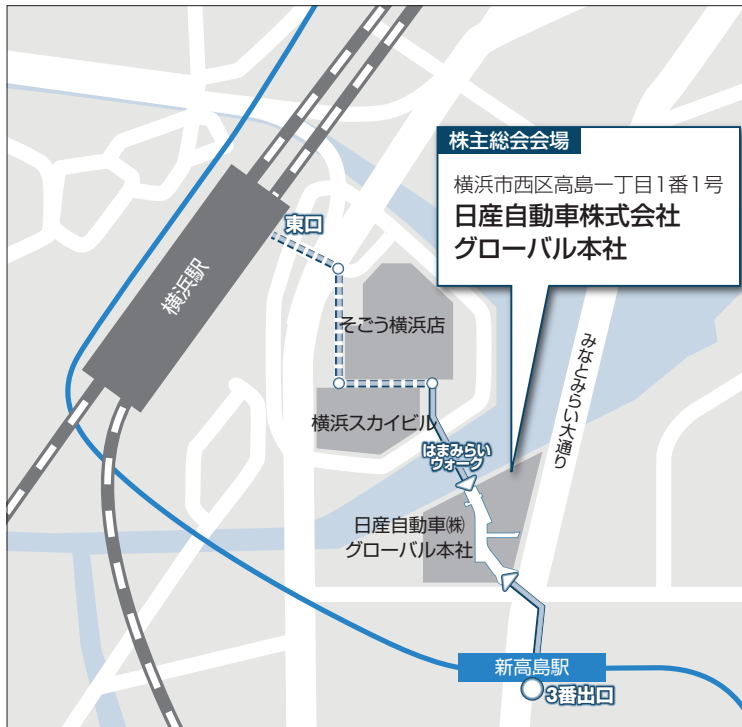 株主総会会場
横浜市西区高島一丁目1番1号
日産自動車株式会社
グローバル本社
東口
横浜駅
そごう横浜店
みなとみらい大通り
横浜スカイビル
はまみらい
ウォーク
日産自動車㈱
グローバル本社
新高島駅
3番出口